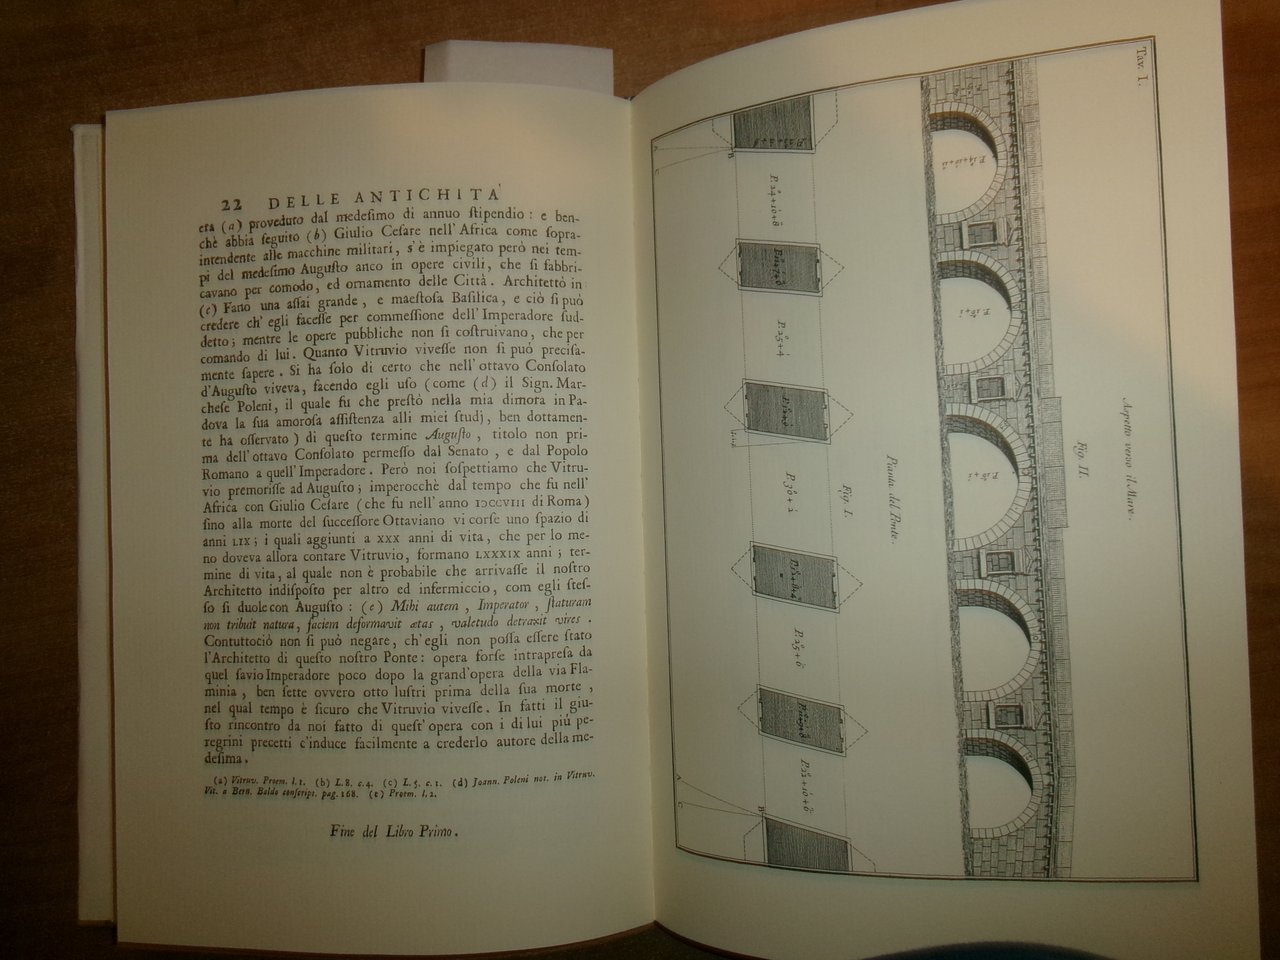 22 DELLE ANTICHITA'
era (a) proveduto dal medesimo di annuo ſtipendio : e ben-
chè abbia ſeguito (b) Giulio Ceſare nell'Africa come ſopra-
intendente alle macchine militari, s'è impiegato però nei tem-
pi del medeſimo Auguſto anco in opere civili, che ſi fabbri-
cavano per comodo, ed ornamento delle Città. Architettò in
(c) Fano una aſſai grande, e maeſtoſa Baſilica, e ciò ſi può
credere ch'egli faceſſe per commeſſione dell'Imperadore ſud-
detto; mentre le opere pubbliche non ſi coſtruivano, che per
comando di lui. Quanto Vitruvio viveſſe non ſi può preciſa-
mente ſapere. Si ha ſolo di certo che nell'ottavo Conſolato
d'Auguſto viveva, facendo egli uſo (come (d) il Sign. Mar-
cheſe Poleni, il quale fu che preſtò nella mia dimora in Pa-
dova la ſua amoroſa aſſiſtenza alli miei ſtudj, ben dottamen-
te ha oſſervato) di queſto termine Auguſto, titolo non pri-
ma dell'ottavo Conſolato permeſſo dal Senato, e dal Popolo
Romano a quell'Imperadore. Però noi ſoſpettiamo che Vitru-
vio premoriſſe ad Auguſto; imperocchè dal tempo che fu nell'
Africa con Giulio Ceſare (che fu nell'anno IↃCCVIII di Roma)
ſino alla morte del ſucceſſore Ottaviano vi corſe uno ſpazio di
anni LIX; i quali aggiunti a XXX anni di vita, che per lo me-
no doveva allora contare Vitruvio, formano LXXXIX anni; ter-
mine di vita, al quale non è probabile che arrivaſſe il noſtro
Architetto indiſpoſto per altro ed infermiccio, com egli ſteſ-
ſo ſi duole con Auguſto : (e) Mihi autem, Imperator, ſtaturam
non tribuit natura, faciem deformavit ætas, valetudo detraxit vires.
Contuttociò non ſi può negare, ch'egli non poſſa eſſere ſtato
l'Architetto di queſto noſtro Ponte: opera forſe intrapreſa da
quel ſavio Imperadore poco dopo la grand'opera della via Fla-
minia, ben ſette ovvero otto luſtri prima della ſua morte,
nel qual tempo è ſicuro che Vitruvio viveſſe. In fatti il giu-
ſto rincontro da noi fatto di queſt'opera con i di lui più pe-
regrini precetti c'induce facilmente a crederlo autore della me-
deſima.
(a) Vitruv. Proem. l.1. (b) L.8. c.4. (c) L.5. c.1. (d) Joann. Poleni not. in Vitruv.
Vit. a Bern. Baldo conſcript. pag.168. (e) Proem. l.2.
Fine del Libro Primo.
Tav. I.
Aspetto verso il Mare.
Fig. II.
Pianta del Ponte.
Fig. I.